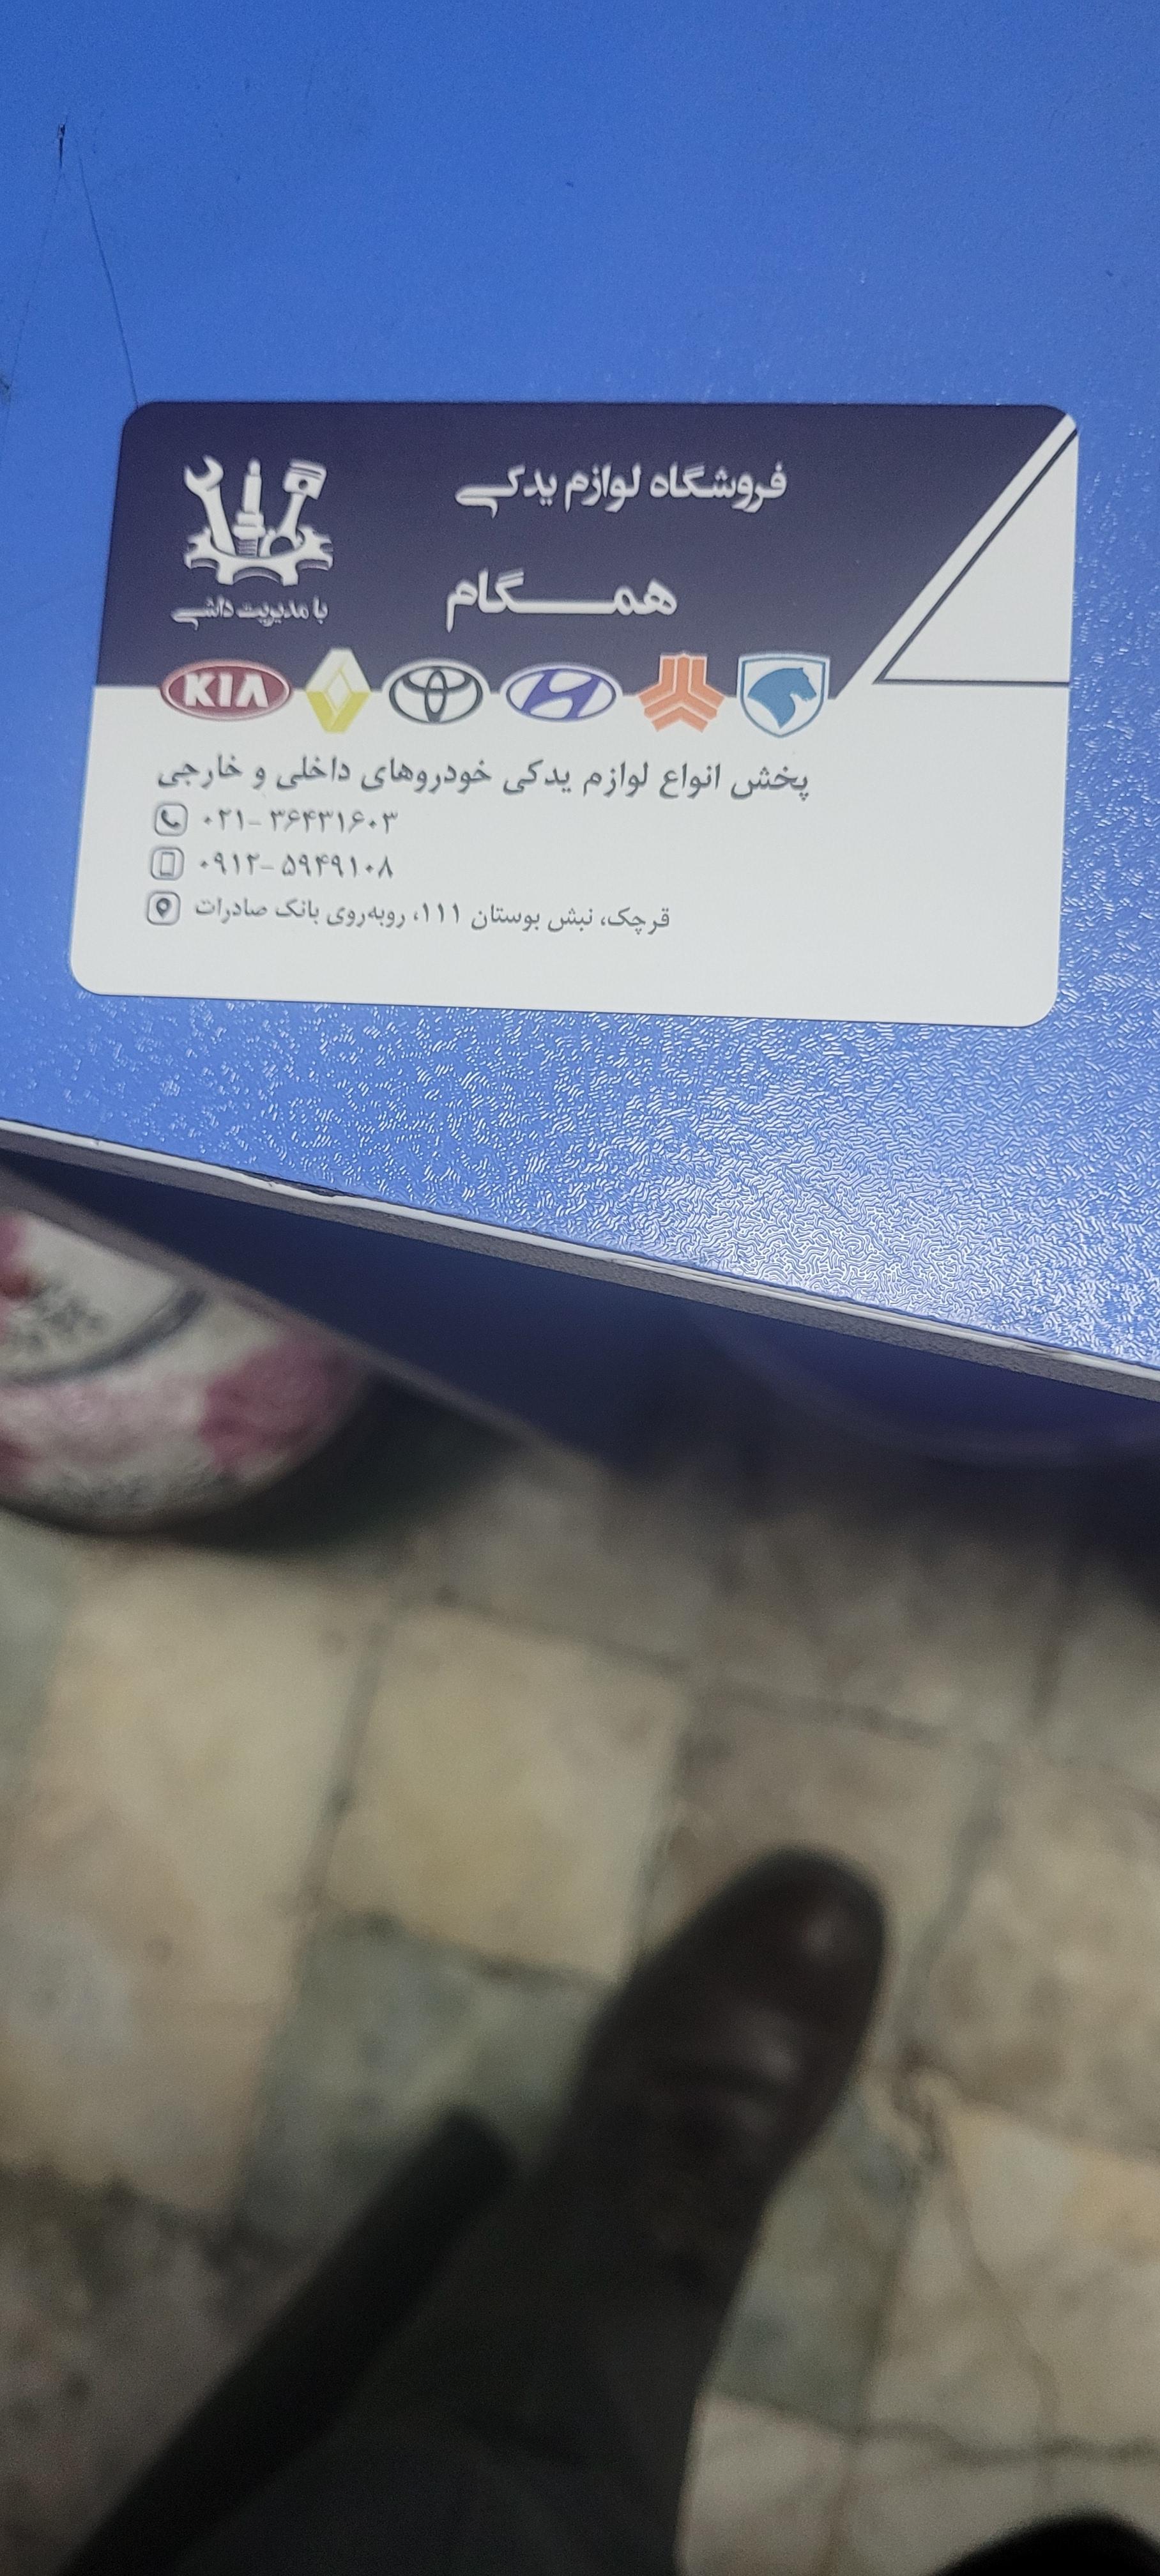 فروشگاه لوازم یدکی
همگام
با مدیریت داشی
KIA
پخش انواع لوازم یدکی خودروهای داخلی و خارجی
۰۲۱-۳۶۴۳۱۶۰۳
۰۹۱۲-۵۹۴۹۱۰۸
قرچک، نبش بوستان ۱۱۱، روبه‌روی بانک صادرات